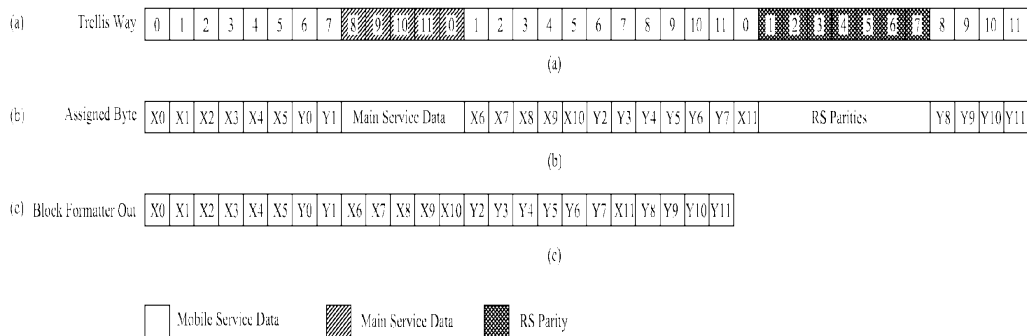 (a) Trellis Way 0 1 2 3 4 5 6 7 8 9 10 11 0 1 2 3 4 5 6 7 8 9 10 11 0 1 2 3 4 5 6 7 8 9 10 11
(a)
(b) Assigned Byte X0 X1 X2 X3 X4 X5 Y0 Y1 Main Service Data X6 X7 X8 X9 X10 Y2 Y3 Y4 Y5 Y6 Y7 X11 RS Parities Y8 Y9 Y10 Y11
(b)
(c) Block Formatter Out X0 X1 X2 X3 X4 X5 Y0 Y1 X6 X7 X8 X9 X10 Y2 Y3 Y4 Y5 Y6 Y7 X11 Y8 Y9 Y10 Y11
(c)
Mobile Service Data Main Service Data RS Parity